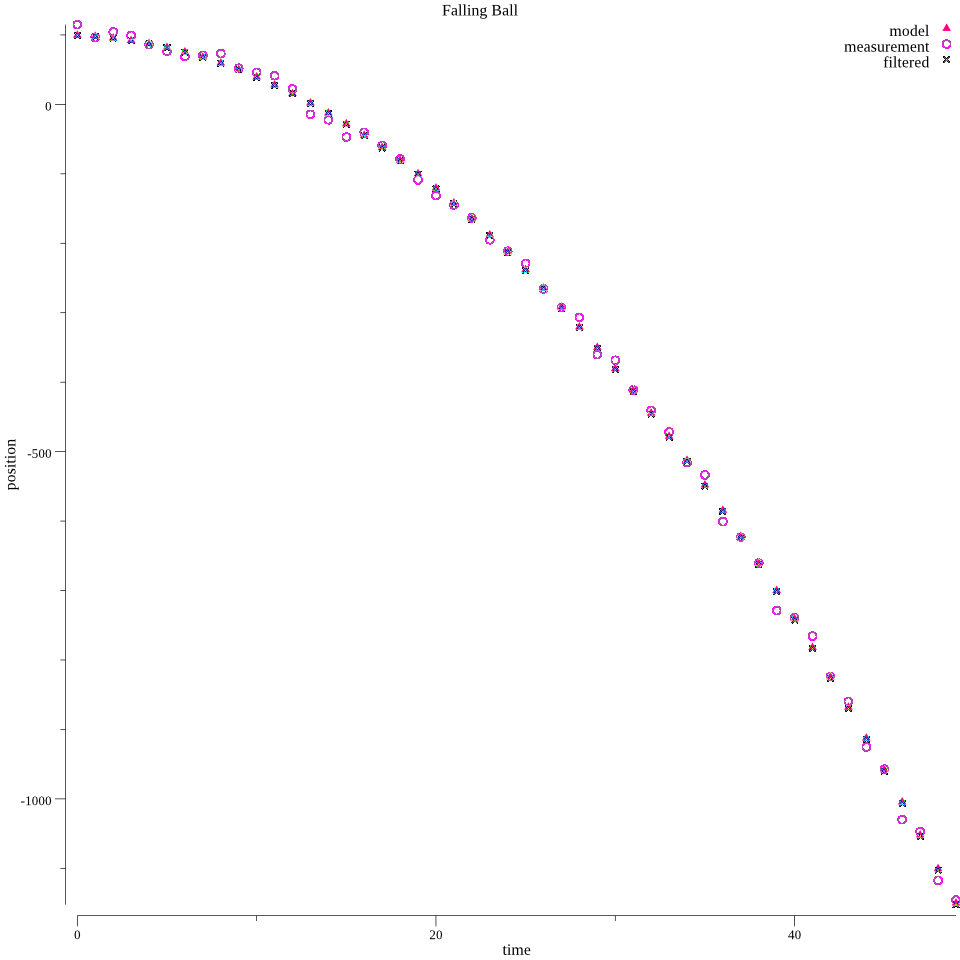 Falling Ball
model
measurement
filtered
0
-500
-1000
position
0
20
40
time